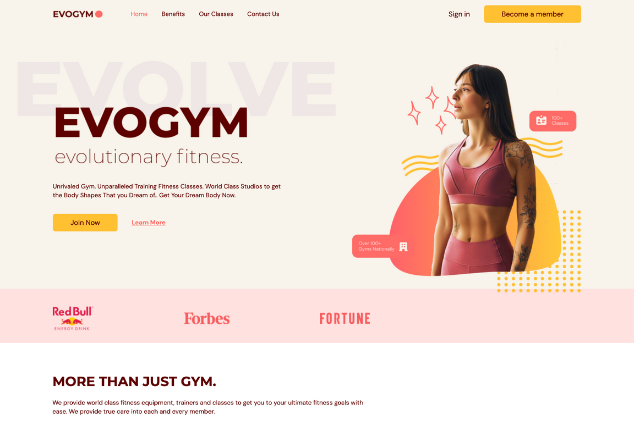 EVOGYM
Home
Benefits
Our Classes
Contact Us
Sign in
Become a member
EVOLVE
EVOGYM
evolutionary fitness.
Unrivaled Gym. Unparalleled Training Fitness Classes. World Class Studios to get
the Body Shapes That you Dream of.. Get Your Dream Body Now.
Join Now
Learn More
100+
Classes
Over 100+
Gyms Nationally
Red Bull
ENERGY DRINK
Forbes
FORTUNE
MORE THAN JUST GYM.
We provide world class fitness equipment, trainers and classes to get you to your ultimate fitness goals with
ease. We provide true care into each and every member.